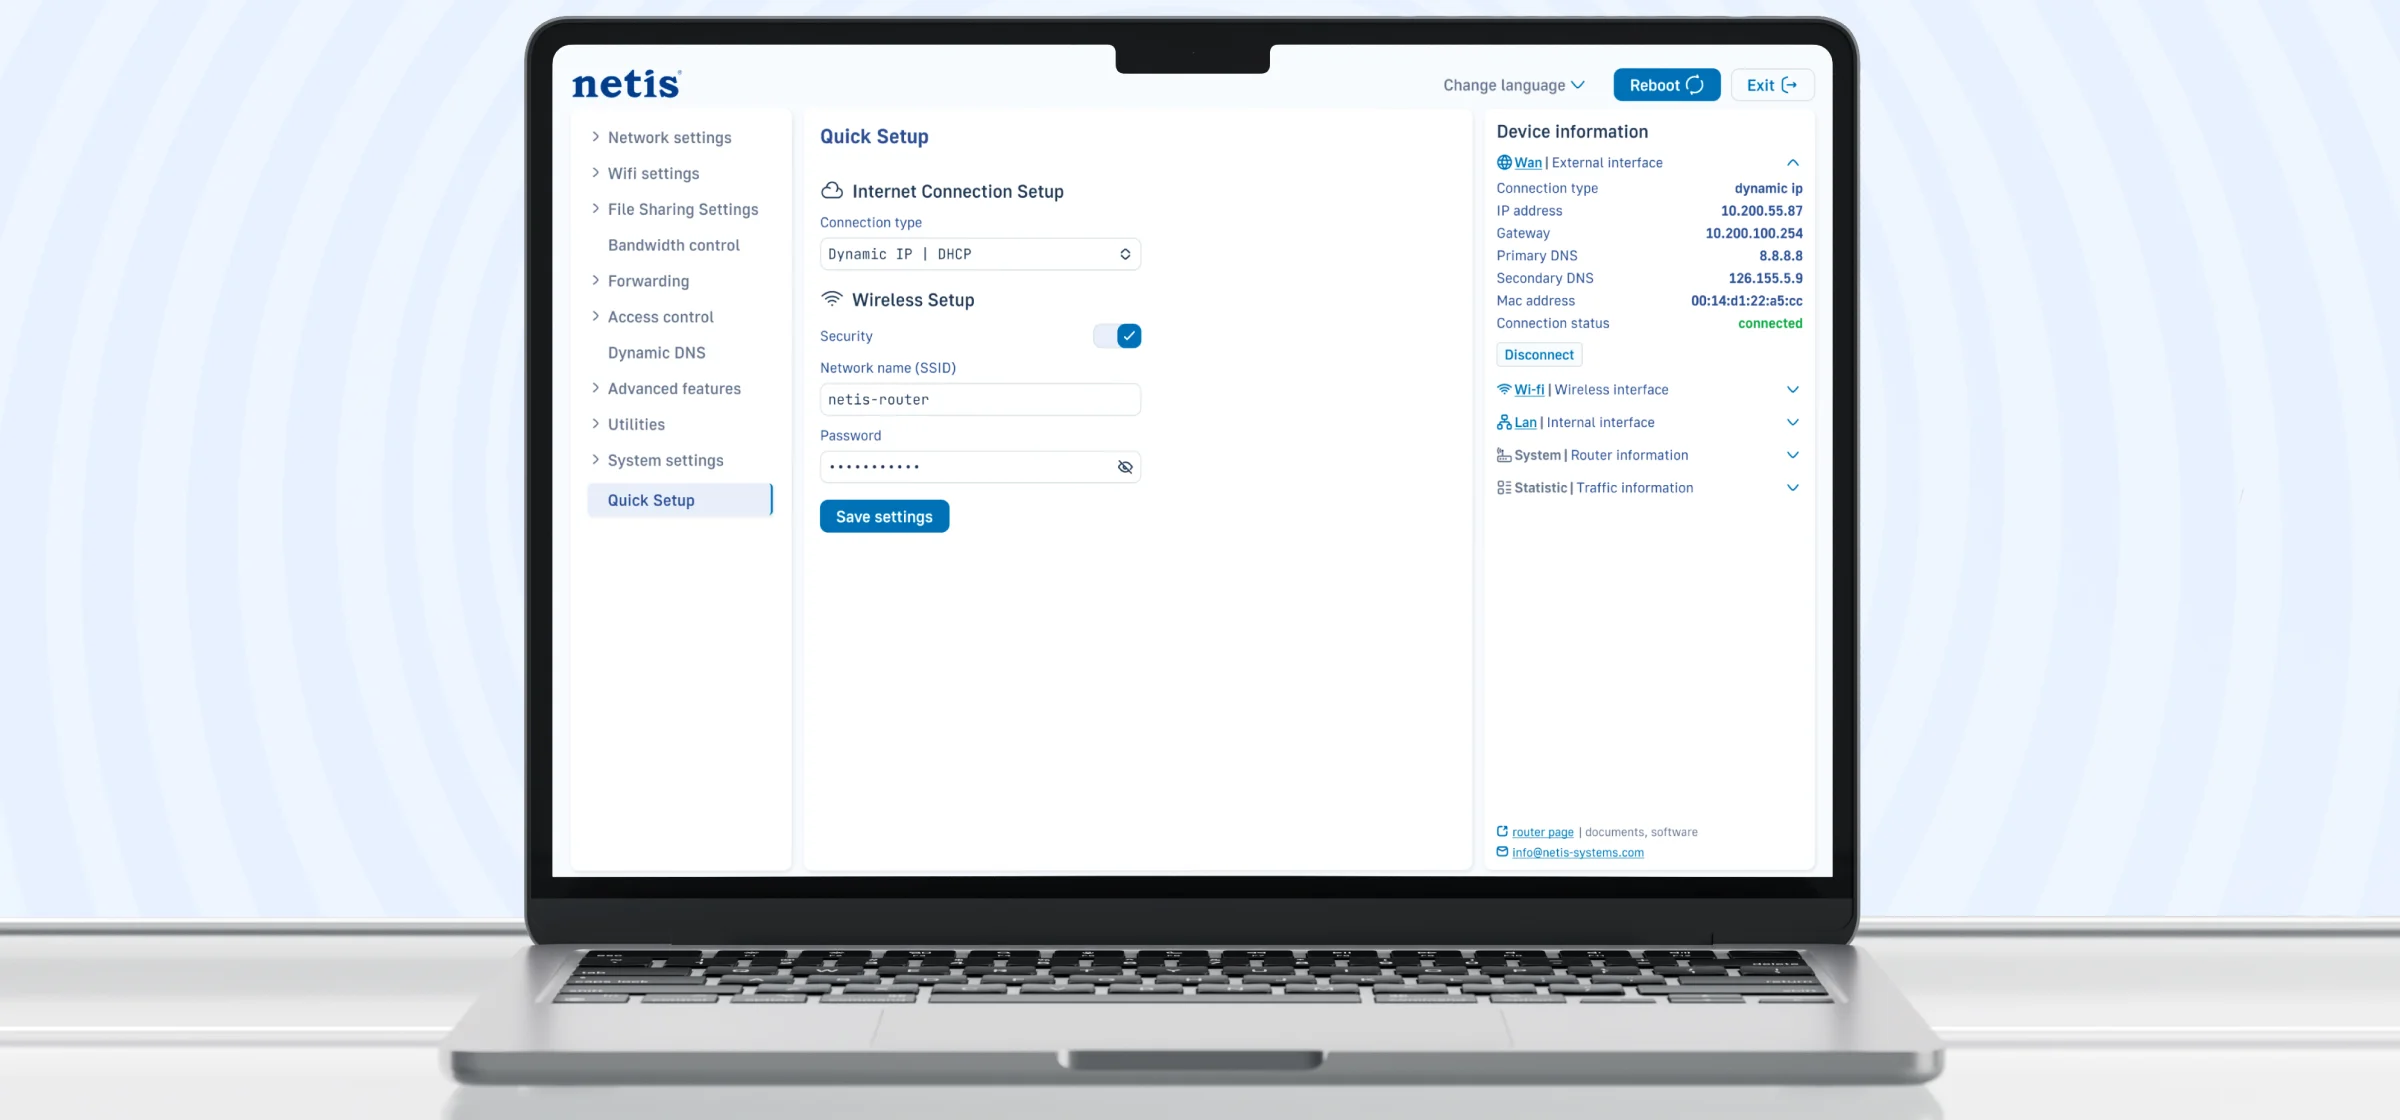 netis
Change language
Reboot
Exit
Network settings
Wifi settings
File Sharing Settings
Bandwidth control
Forwarding
Access control
Dynamic DNS
Advanced features
Utilities
System settings
Quick Setup
Quick Setup
Internet Connection Setup
Connection type
Dynamic IP | DHCP
Wireless Setup
Security
Network name (SSID)
netis-router
Password
•••••••••••
Save settings
Device information
Wan | External interface
Connection type dynamic ip
IP address 10.200.55.87
Gateway 10.200.100.254
Primary DNS 8.8.8.8
Secondary DNS 126.155.5.9
Mac address 00:14:d1:22:a5:cc
Connection status connected
Disconnect
Wi-fi | Wireless interface
Lan | Internal interface
System | Router information
Statistic | Traffic information
router page | documents, software
info@netis-systems.com
tab
caps lock
delete
return